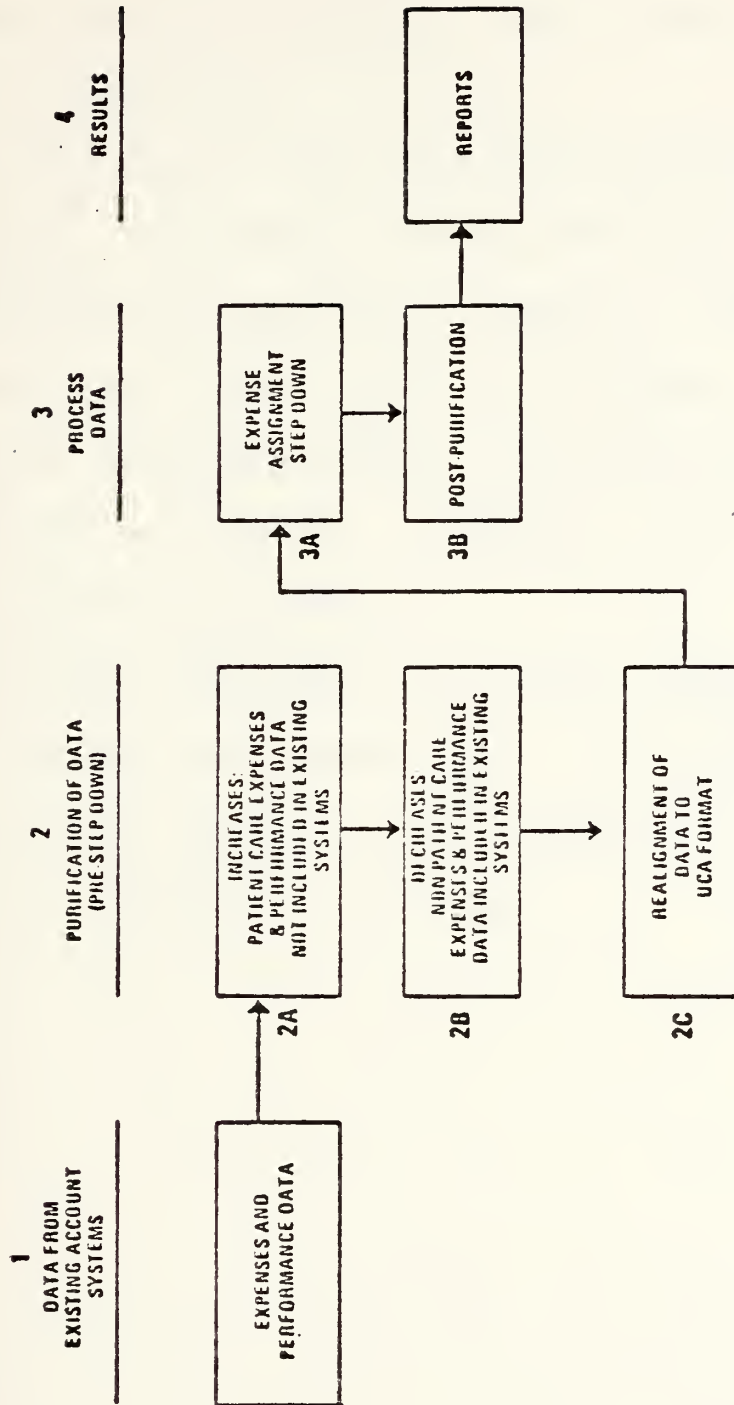 1
DATA FROM
EXISTING ACCOUNT
SYSTEMS
EXPENSES AND
PERFORMANCE DATA
2
PURIFICATION OF DATA
(PRE-STEP DOWN)
INCREASES:
PATIENT CARE EXPENSES
& PERFORMANCE DATA
NOT INCLUDED IN EXISTING
SYSTEMS
2A
DECREASES:
NON PATIENT CARE
EXPENSES & PERFORMANCE
DATA INCLUDED IN EXISTING
SYSTEMS
2B
REALIGNMENT OF
DATA TO
UCA FORMAT
2C
3
PROCESS
DATA
EXPENSE
ASSIGNMENT
STEP DOWN
3A
POST-PURIFICATION
3B
4
RESULTS
REPORTS